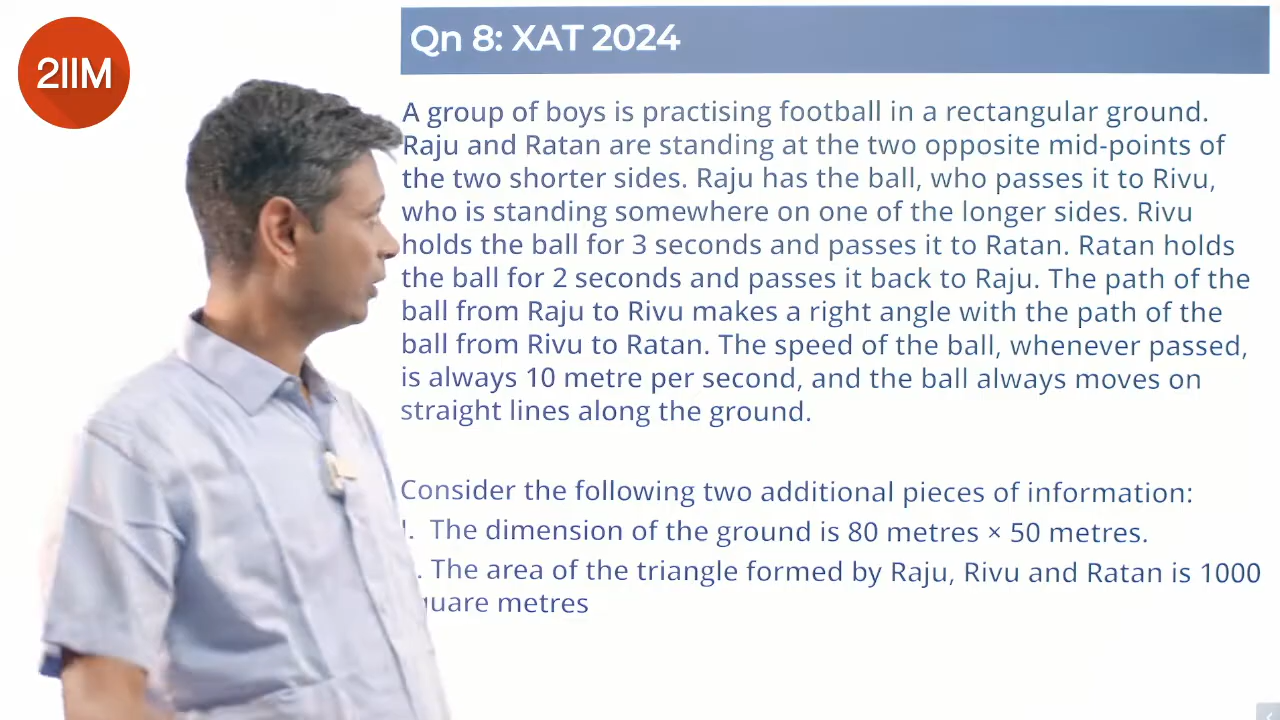 2IIM
Qn 8: XAT 2024
A group of boys is practising football in a rectangular ground.
Raju and Ratan are standing at the two opposite mid-points of
the two shorter sides. Raju has the ball, who passes it to Rivu,
who is standing somewhere on one of the longer sides. Rivu
holds the ball for 3 seconds and passes it to Ratan. Ratan holds
the ball for 2 seconds and passes it back to Raju. The path of the
ball from Raju to Rivu makes a right angle with the path of the
ball from Rivu to Ratan. The speed of the ball, whenever passed,
is always 10 metre per second, and the ball always moves on
straight lines along the ground.
Consider the following two additional pieces of information:
I. The dimension of the ground is 80 metres × 50 metres.
. The area of the triangle formed by Raju, Rivu and Ratan is 1000
metres